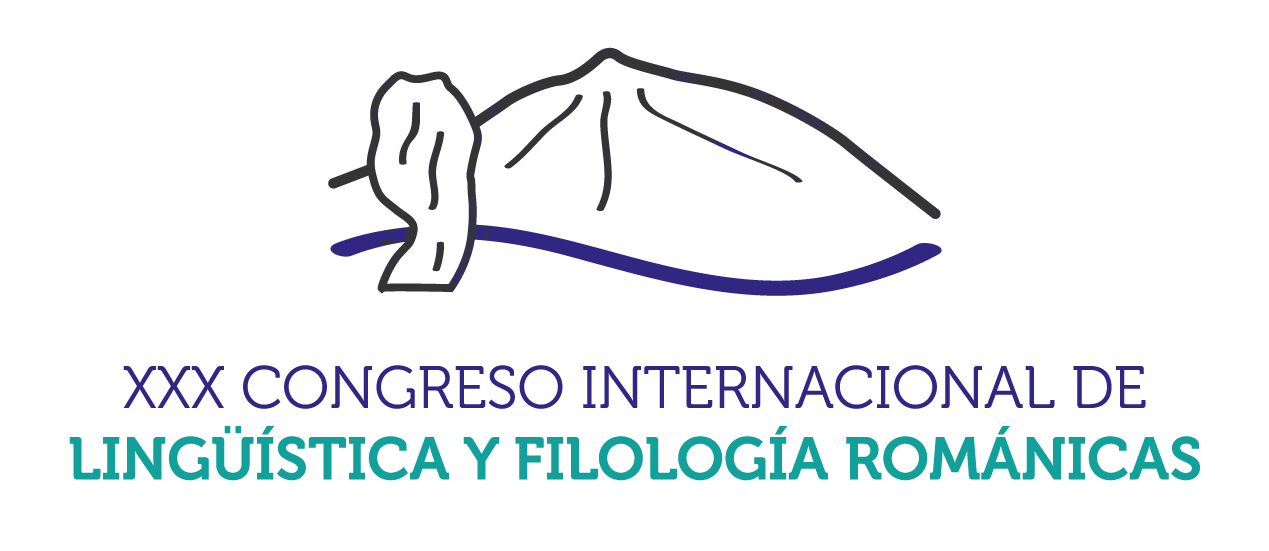 XXX CONGRESO INTERNACIONAL DE
LINGÜÍSTICA Y FILOLOGÍA ROMÁNICAS